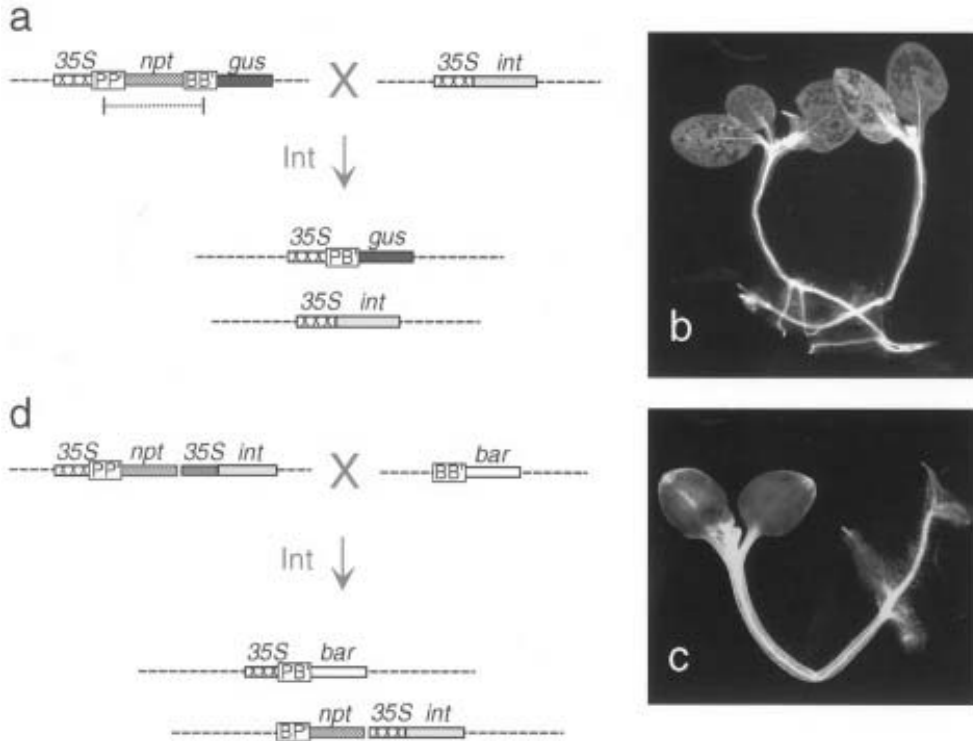 a
35S npt gus 35S int
PP' BB'
X
Int
35S gus
PB'
35S int
b
d
35S npt 35S int bar
PP' BB'
X
Int
35S bar
PB'
npt 35S int
BP'
c